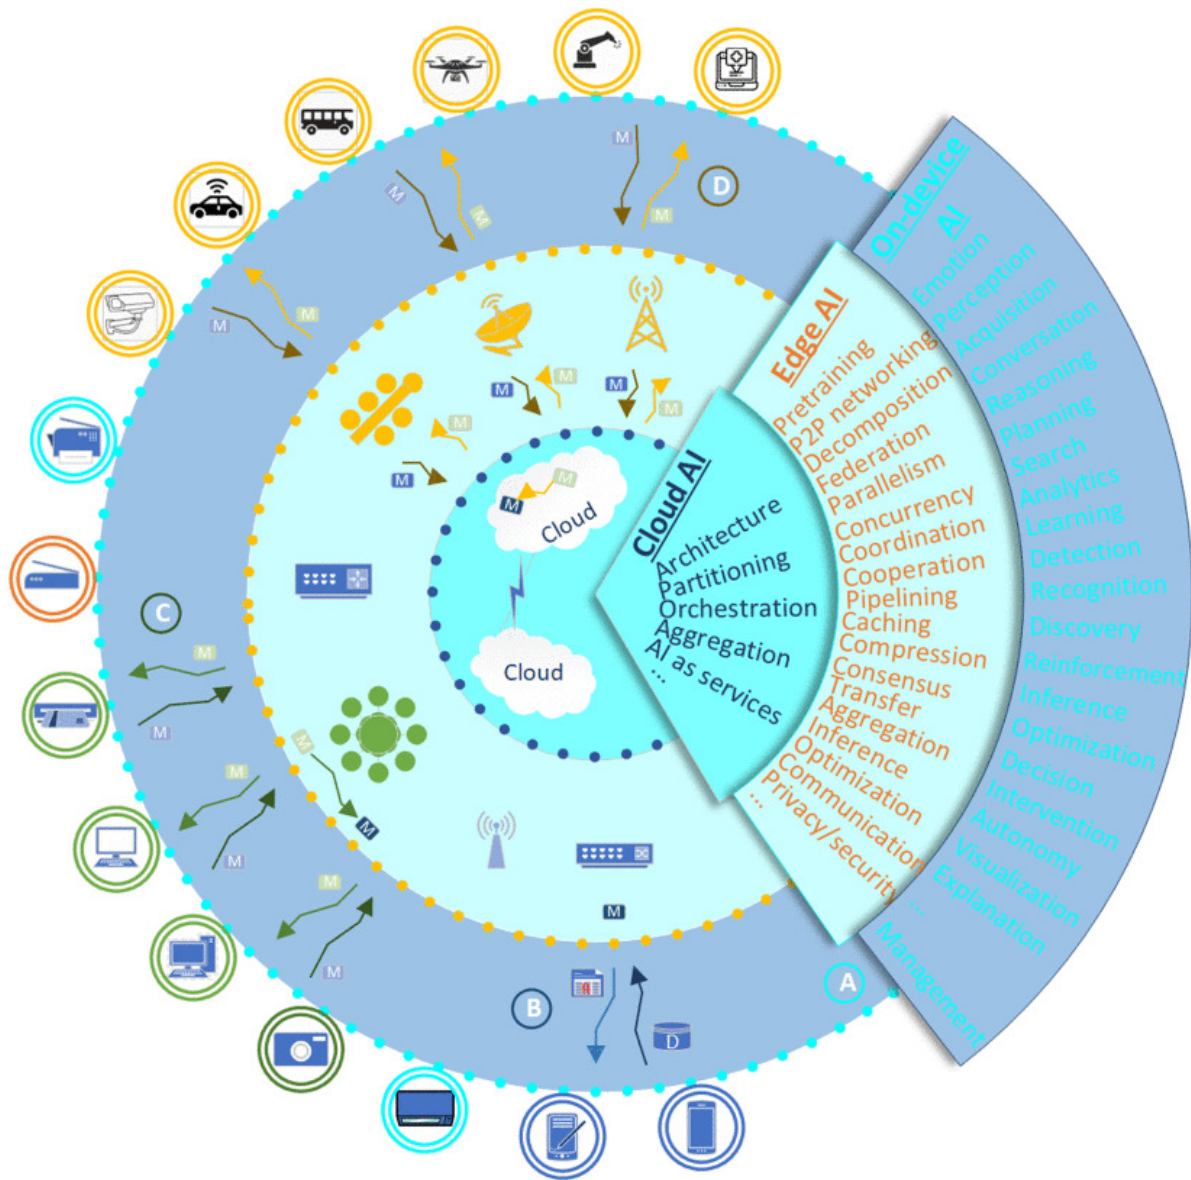 M
D
M
M
M
M
M
M
M
M
M
M
M
M
M
Cloud
Cloud
C
M
M
M
M
M
M
M
M
M
B
D
A
Cloud AI
Architecture
Partitioning
Orchestration
Aggregation
AI as services
...
Edge AI
Pretraining
P2P networking
Decomposition
Federation
Parallelism
Concurrency
Coordination
Cooperation
Pipelining
Caching
Compression
Consensus
Transfer
Aggregation
Inference
Optimization
Communication
Privacy/security
...
On-device
AI
Emotion
Perception
Acquisition
Conversation
Reasoning
Planning
Search
Analytics
Learning
Detection
Recognition
Discovery
Reinforcement
Inference
Optimization
Decision
Intervention
Autonomy
Visualization
Explanation
...
Management